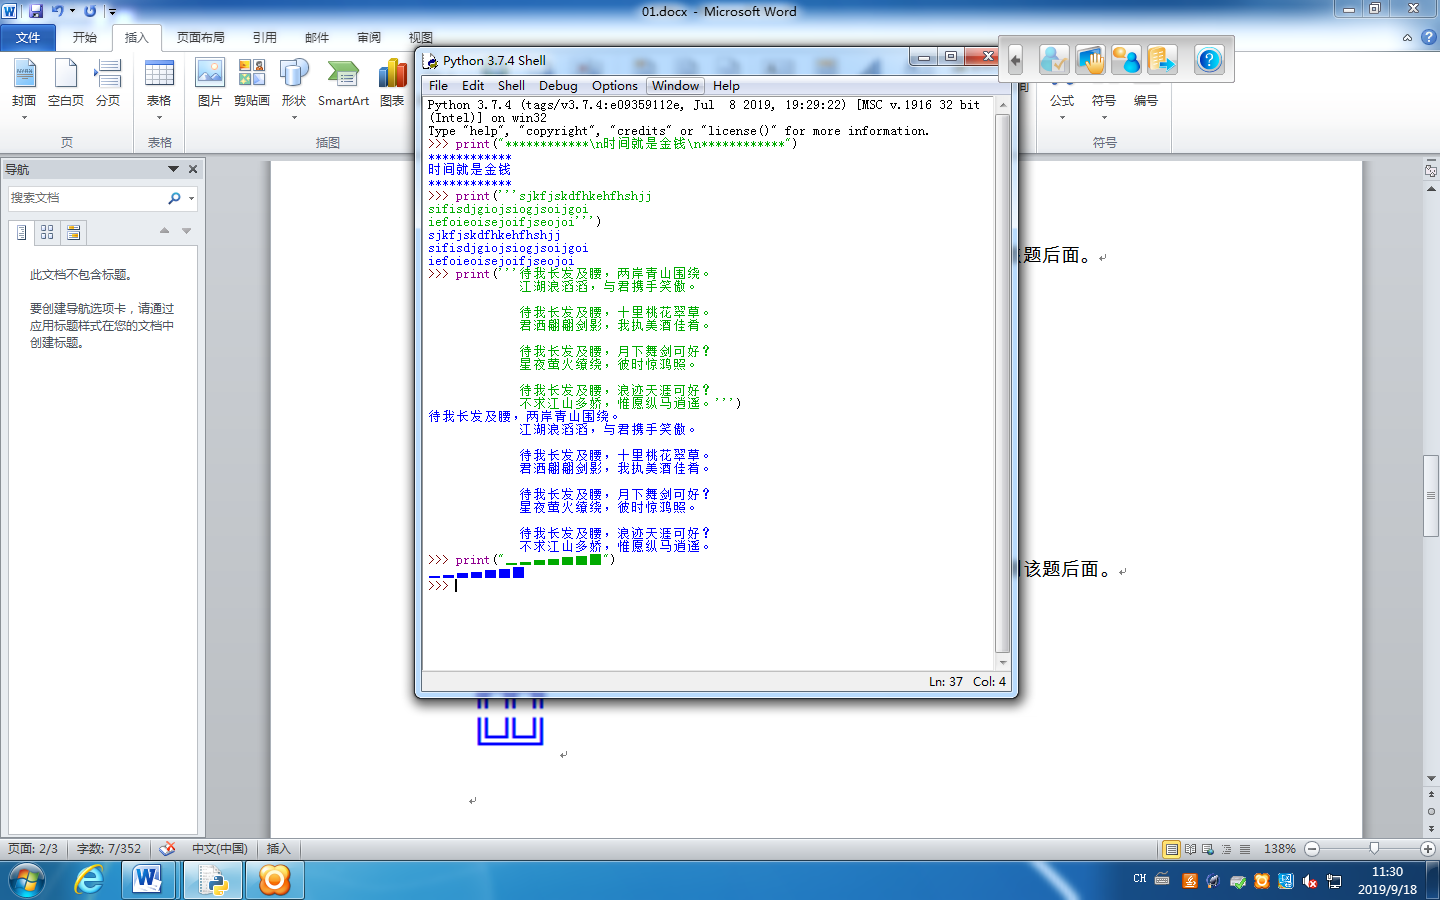 01.docx - Microsoft Word
文件 开始 插入 页面布局 引用 邮件 审阅 视图
封面 空白页 分页 表格 图片 剪贴画 形状 SmartArt 图表 公式 符号 编号
页 表格 插图 符号
导航
搜索文档
此文档不包含标题。
要创建导航选项卡，请通过
应用标题样式在您的文档中
创建标题。
Python 3.7.4 Shell
File Edit Shell Debug Options Window Help
Python 3.7.4 (tags/v3.7.4:e09359112e, Jul  8 2019, 19:29:22) [MSC v.1916 32 bit
(Intel)] on win32
Type "help", "copyright", "credits" or "license()" for more information.
>>> print("************\n时间就是金钱\n************")
************
时间就是金钱
************
>>> print('''sjkfjskdfhkehfhshjj
sifisdjgiojsiogjsoijgoi
iefoieoisejoifjseojoi''')
sjkfjskdfhkehfhshjj
sifisdjgiojsiogjsoijgoi
iefoieoisejoifjseojoi
>>> print('''待我长发及腰，两岸青山围绕。
江湖浪滔滔，与君携手笑傲。
待我长发及腰，十里桃花翠草。
君洒翩翩剑影，我执美酒佳肴。
待我长发及腰，月下舞剑可好？
星夜萤火缭绕，彼时惊鸿照。
待我长发及腰，浪迹天涯可好？
不求江山多娇，惟愿纵马逍遥。''')
待我长发及腰，两岸青山围绕。
江湖浪滔滔，与君携手笑傲。
待我长发及腰，十里桃花翠草。
君洒翩翩剑影，我执美酒佳肴。
待我长发及腰，月下舞剑可好？
星夜萤火缭绕，彼时惊鸿照。
待我长发及腰，浪迹天涯可好？
不求江山多娇，惟愿纵马逍遥。
>>> print("▁▂▃▄▅▆▇")
▁▂▃▄▅▆▇
>>>
Ln: 37 Col: 4
题后面。
该题后面。
页面: 2/3 字数: 7/352 中文(中国) 插入 138%
CH 11:30
2019/9/18